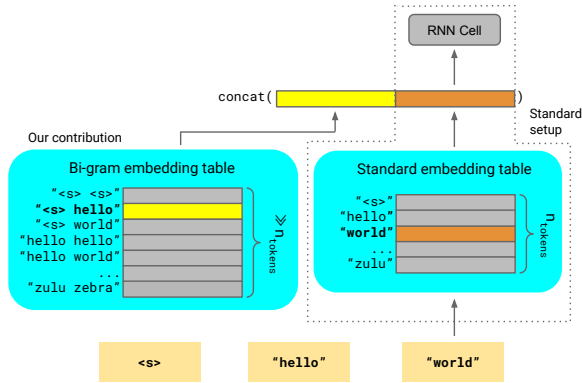 RNN Cell
concat(
)
Standard
setup
Our contribution
Bi-gram embedding table
"<s> <s>"
"<s> hello"
"<s> world"
"hello hello"
"hello world"
...
"zulu zebra"
≫ n tokens
Standard embedding table
"<s>"
"hello"
"world"
...
"zulu"
n tokens
<s>
"hello"
"world"